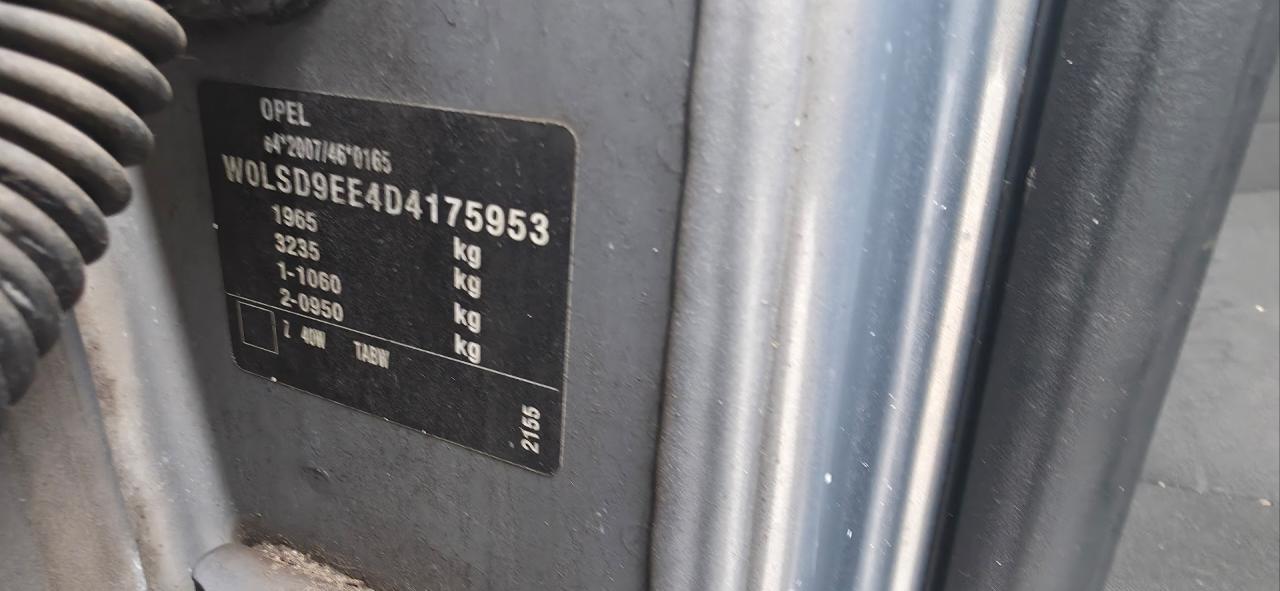 OPEL
e4*2007/46*0165
W0LSD9EE4D4175953
1965 kg
3235 kg
1-1060 kg
2-0950 kg
Z 40W TABW
2155